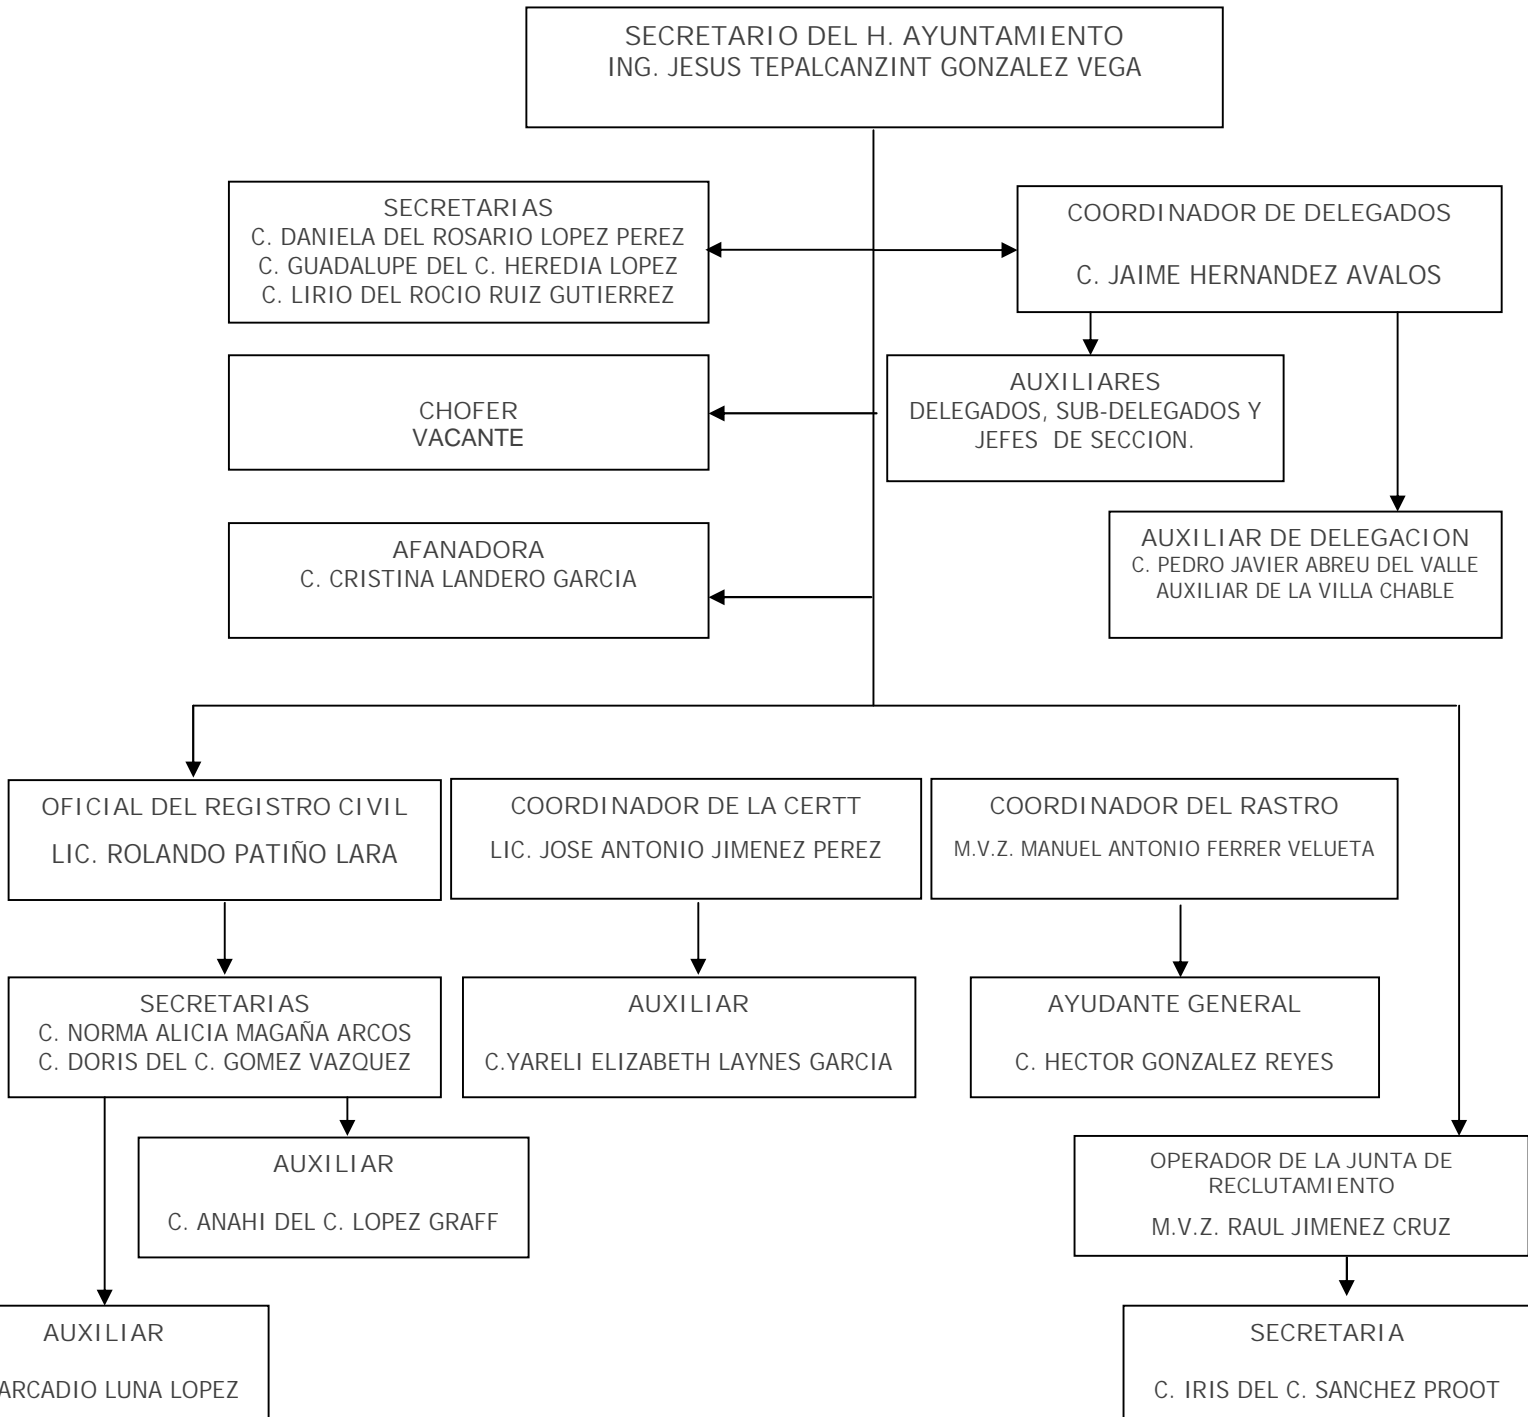 SECRETARIO DEL H. AYUNTAMIENTO
ING. JESUS TEPALCANZINT GONZALEZ VEGA
SECRETARIAS
C. DANIELA DEL ROSARIO LOPEZ PEREZ
C. GUADALUPE DEL C. HEREDIA LOPEZ
C. LIRIO DEL ROCIO RUIZ GUTIERREZ
COORDINADOR DE DELEGADOS
C. JAIME HERNANDEZ AVALOS
CHOFER
VACANTE
AUXILIARES
DELEGADOS, SUB-DELEGADOS Y
JEFES DE SECCION.
AFANADORA
C. CRISTINA LANDERO GARCIA
AUXILIAR DE DELEGACION
C. PEDRO JAVIER ABREU DEL VALLE
AUXILIAR DE LA VILLA CHABLE
OFICIAL DEL REGISTRO CIVIL
LIC. ROLANDO PATIÑO LARA
COORDINADOR DE LA CERTT
LIC. JOSE ANTONIO JIMENEZ PEREZ
COORDINADOR DEL RASTRO
M.V.Z. MANUEL ANTONIO FERRER VELUETA
SECRETARIAS
C. NORMA ALICIA MAGAÑA ARCOS
C. DORIS DEL C. GOMEZ VAZQUEZ
AUXILIAR
C.YARELI ELIZABETH LAYNES GARCIA
AYUDANTE GENERAL
C. HECTOR GONZALEZ REYES
AUXILIAR
C. ANAHI DEL C. LOPEZ GRAFF
OPERADOR DE LA JUNTA DE
RECLUTAMIENTO
M.V.Z. RAUL JIMENEZ CRUZ
AUXILIAR
ARCADIO LUNA LOPEZ
SECRETARIA
C. IRIS DEL C. SANCHEZ PROOT